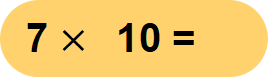 7 × 10 =